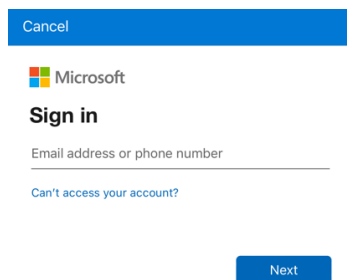 Cancel
Microsoft
Sign in
Email address or phone number
Can't access your account?
Next